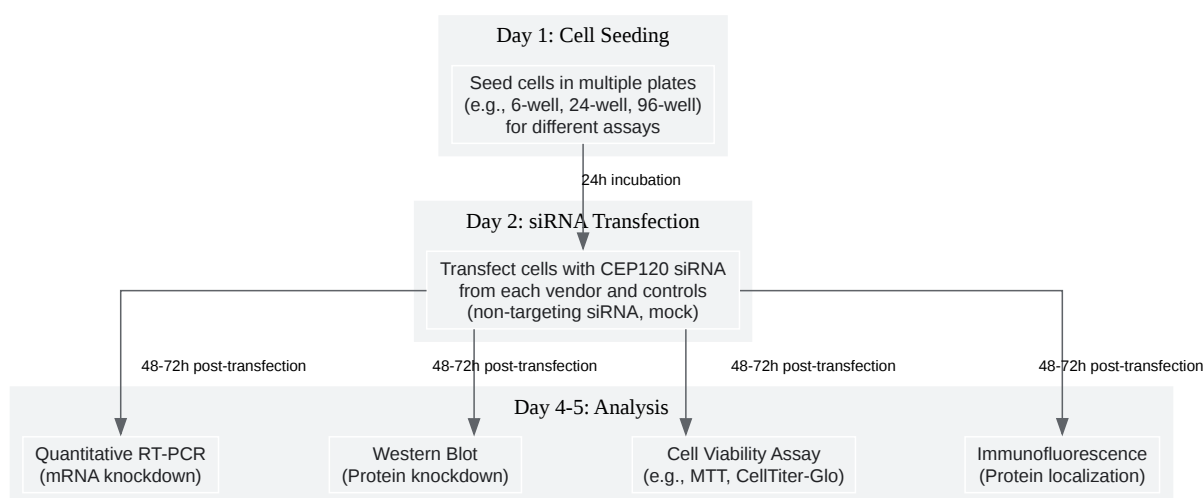 Day 1: Cell Seeding
Seed cells in multiple plates
(e.g., 6-well, 24-well, 96-well)
for different assays
24h incubation
Day 2: siRNA Transfection
Transfect cells with CEP120 siRNA
from each vendor and controls
(non-targeting siRNA, mock)
48-72h post-transfection
48-72h post-transfection
48-72h post-transfection
48-72h post-transfection
Day 4-5: Analysis
Quantitative RT-PCR
(mRNA knockdown)
Western Blot
(Protein knockdown)
Cell Viability Assay
(e.g., MTT, CellTiter-Glo)
Immunofluorescence
(Protein localization)